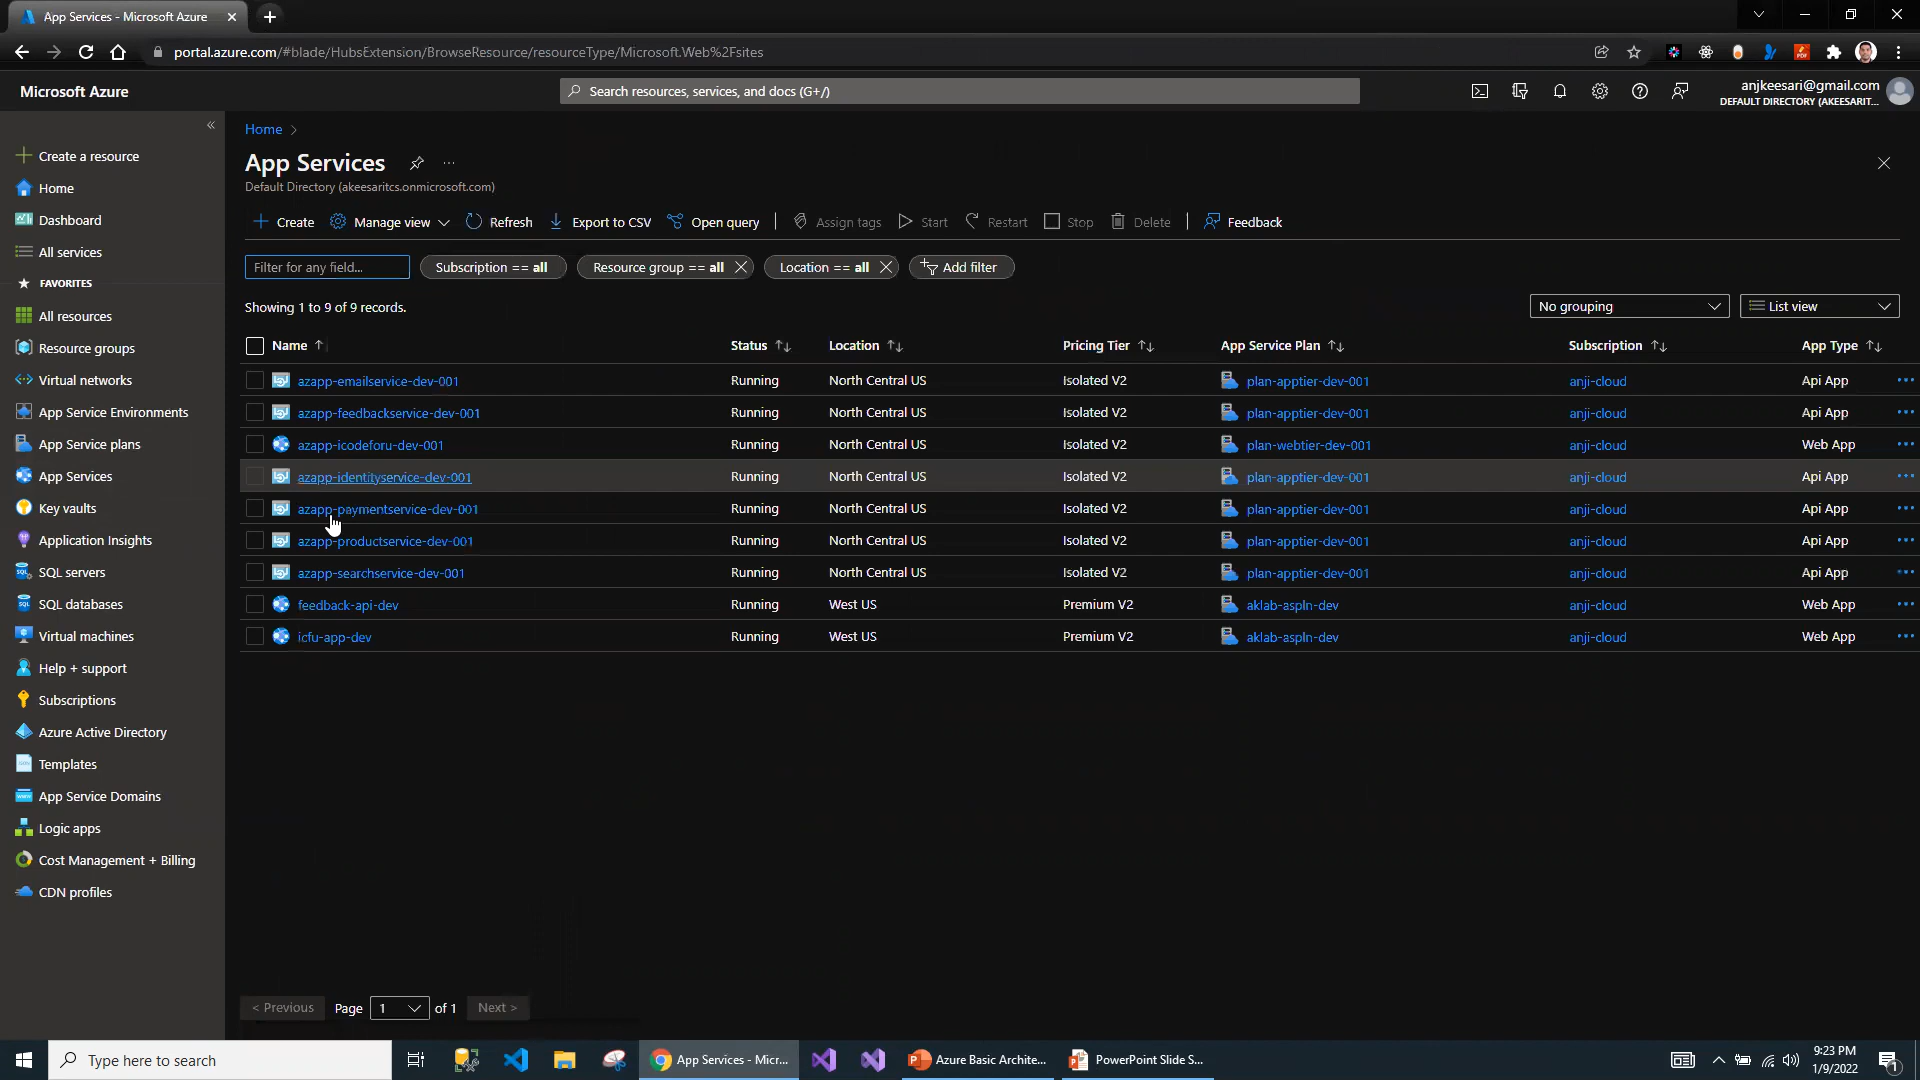 App Services - Microsoft Azure
portal.azure.com/#blade/HubsExtension/BrowseResource/resourceType/Microsoft.Web%2Fsites
Microsoft Azure
Search resources, services, and docs (G+/)
anjkeesari@gmail.com
DEFAULT DIRECTORY (AKEESARIT...
Create a resource
Home
Dashboard
All services
FAVORITES
All resources
Resource groups
Virtual networks
App Service Environments
App Service plans
App Services
Key vaults
Application Insights
SQL servers
SQL databases
Virtual machines
Help + support
Subscriptions
Azure Active Directory
Templates
App Service Domains
Logic apps
Cost Management + Billing
CDN profiles
Home
App Services
Default Directory (akeesaritcs.onmicrosoft.com)
Create Manage view Refresh Export to CSV Open query Assign tags Start Restart Stop Delete Feedback
Filter for any field... Subscription == all Resource group == all Location == all Add filter
Showing 1 to 9 of 9 records. No grouping List view
Name Status Location Pricing Tier App Service Plan Subscription App Type
azapp-emailservice-dev-001 Running North Central US Isolated V2 plan-apptier-dev-001 anji-cloud Api App
azapp-feedbackservice-dev-001 Running North Central US Isolated V2 plan-apptier-dev-001 anji-cloud Api App
azapp-icodeforu-dev-001 Running North Central US Isolated V2 plan-webtier-dev-001 anji-cloud Web App
azapp-identityservice-dev-001 Running North Central US Isolated V2 plan-apptier-dev-001 anji-cloud Api App
azapp-paymentservice-dev-001 Running North Central US Isolated V2 plan-apptier-dev-001 anji-cloud Api App
azapp-productservice-dev-001 Running North Central US Isolated V2 plan-apptier-dev-001 anji-cloud Api App
azapp-searchservice-dev-001 Running North Central US Isolated V2 plan-apptier-dev-001 anji-cloud Api App
feedback-api-dev Running West US Premium V2 aklab-aspln-dev anji-cloud Web App
icfu-app-dev Running West US Premium V2 aklab-aspln-dev anji-cloud Web App
< Previous Page 1 of 1 Next >
Type here to search
App Services - Micr...
Azure Basic Archite...
PowerPoint Slide S...
9:23 PM
1/9/2022
1